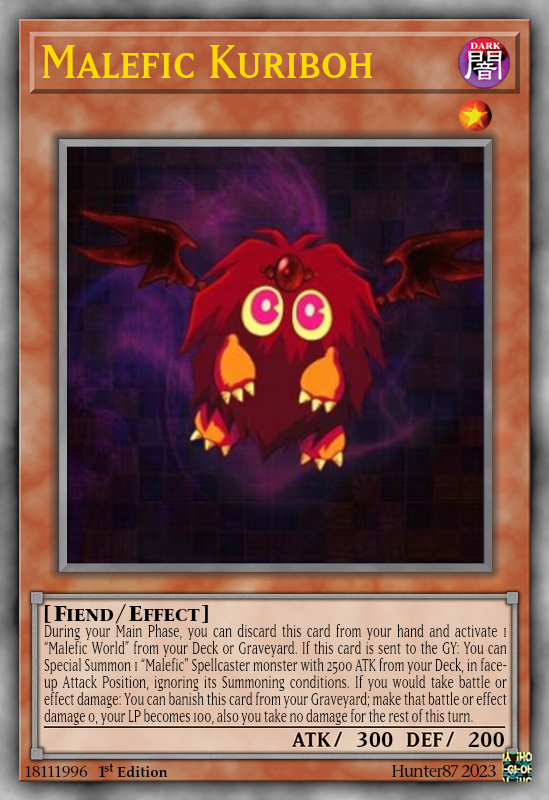 Malefic Kuriboh
DARK
闇
[Fiend/Effect]
During your Main Phase, you can discard this card from your hand and activate 1
“Malefic World” from your Deck or Graveyard. If this card is sent to the GY: You can
Special Summon 1 “Malefic” Spellcaster monster with 2500 ATK from your Deck, in face-
up Attack Position, ignoring its Summoning conditions. If you would take battle or
effect damage: You can banish this card from your Graveyard; make that battle or effect
damage 0, your LP becomes 100, also you take no damage for the rest of this turn.
ATK/ 300 DEF/ 200
18111996 1st Edition
Hunter87 2023